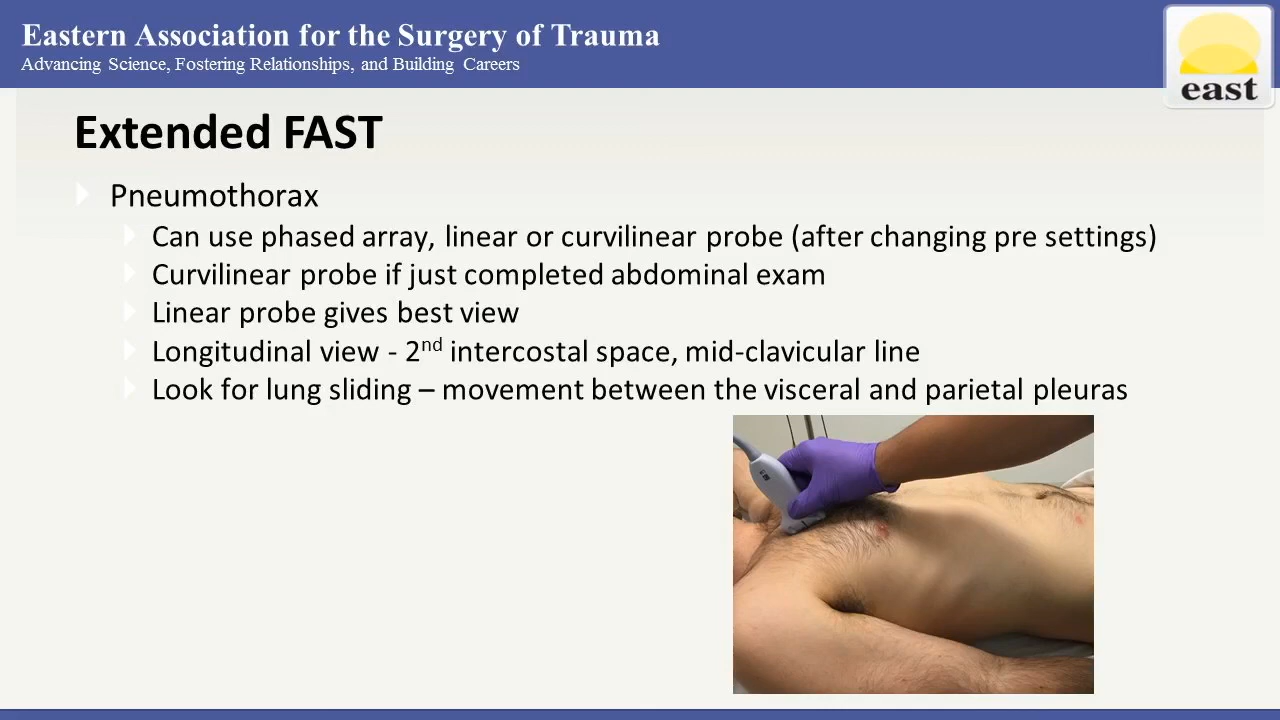 Eastern Association for the Surgery of Trauma
Advancing Science, Fostering Relationships, and Building Careers
east
Extended FAST
Pneumothorax
Can use phased array, linear or curvilinear probe (after changing pre settings)
Curvilinear probe if just completed abdominal exam
Linear probe gives best view
Longitudinal view - 2nd intercostal space, mid-clavicular line
Look for lung sliding – movement between the visceral and parietal pleuras